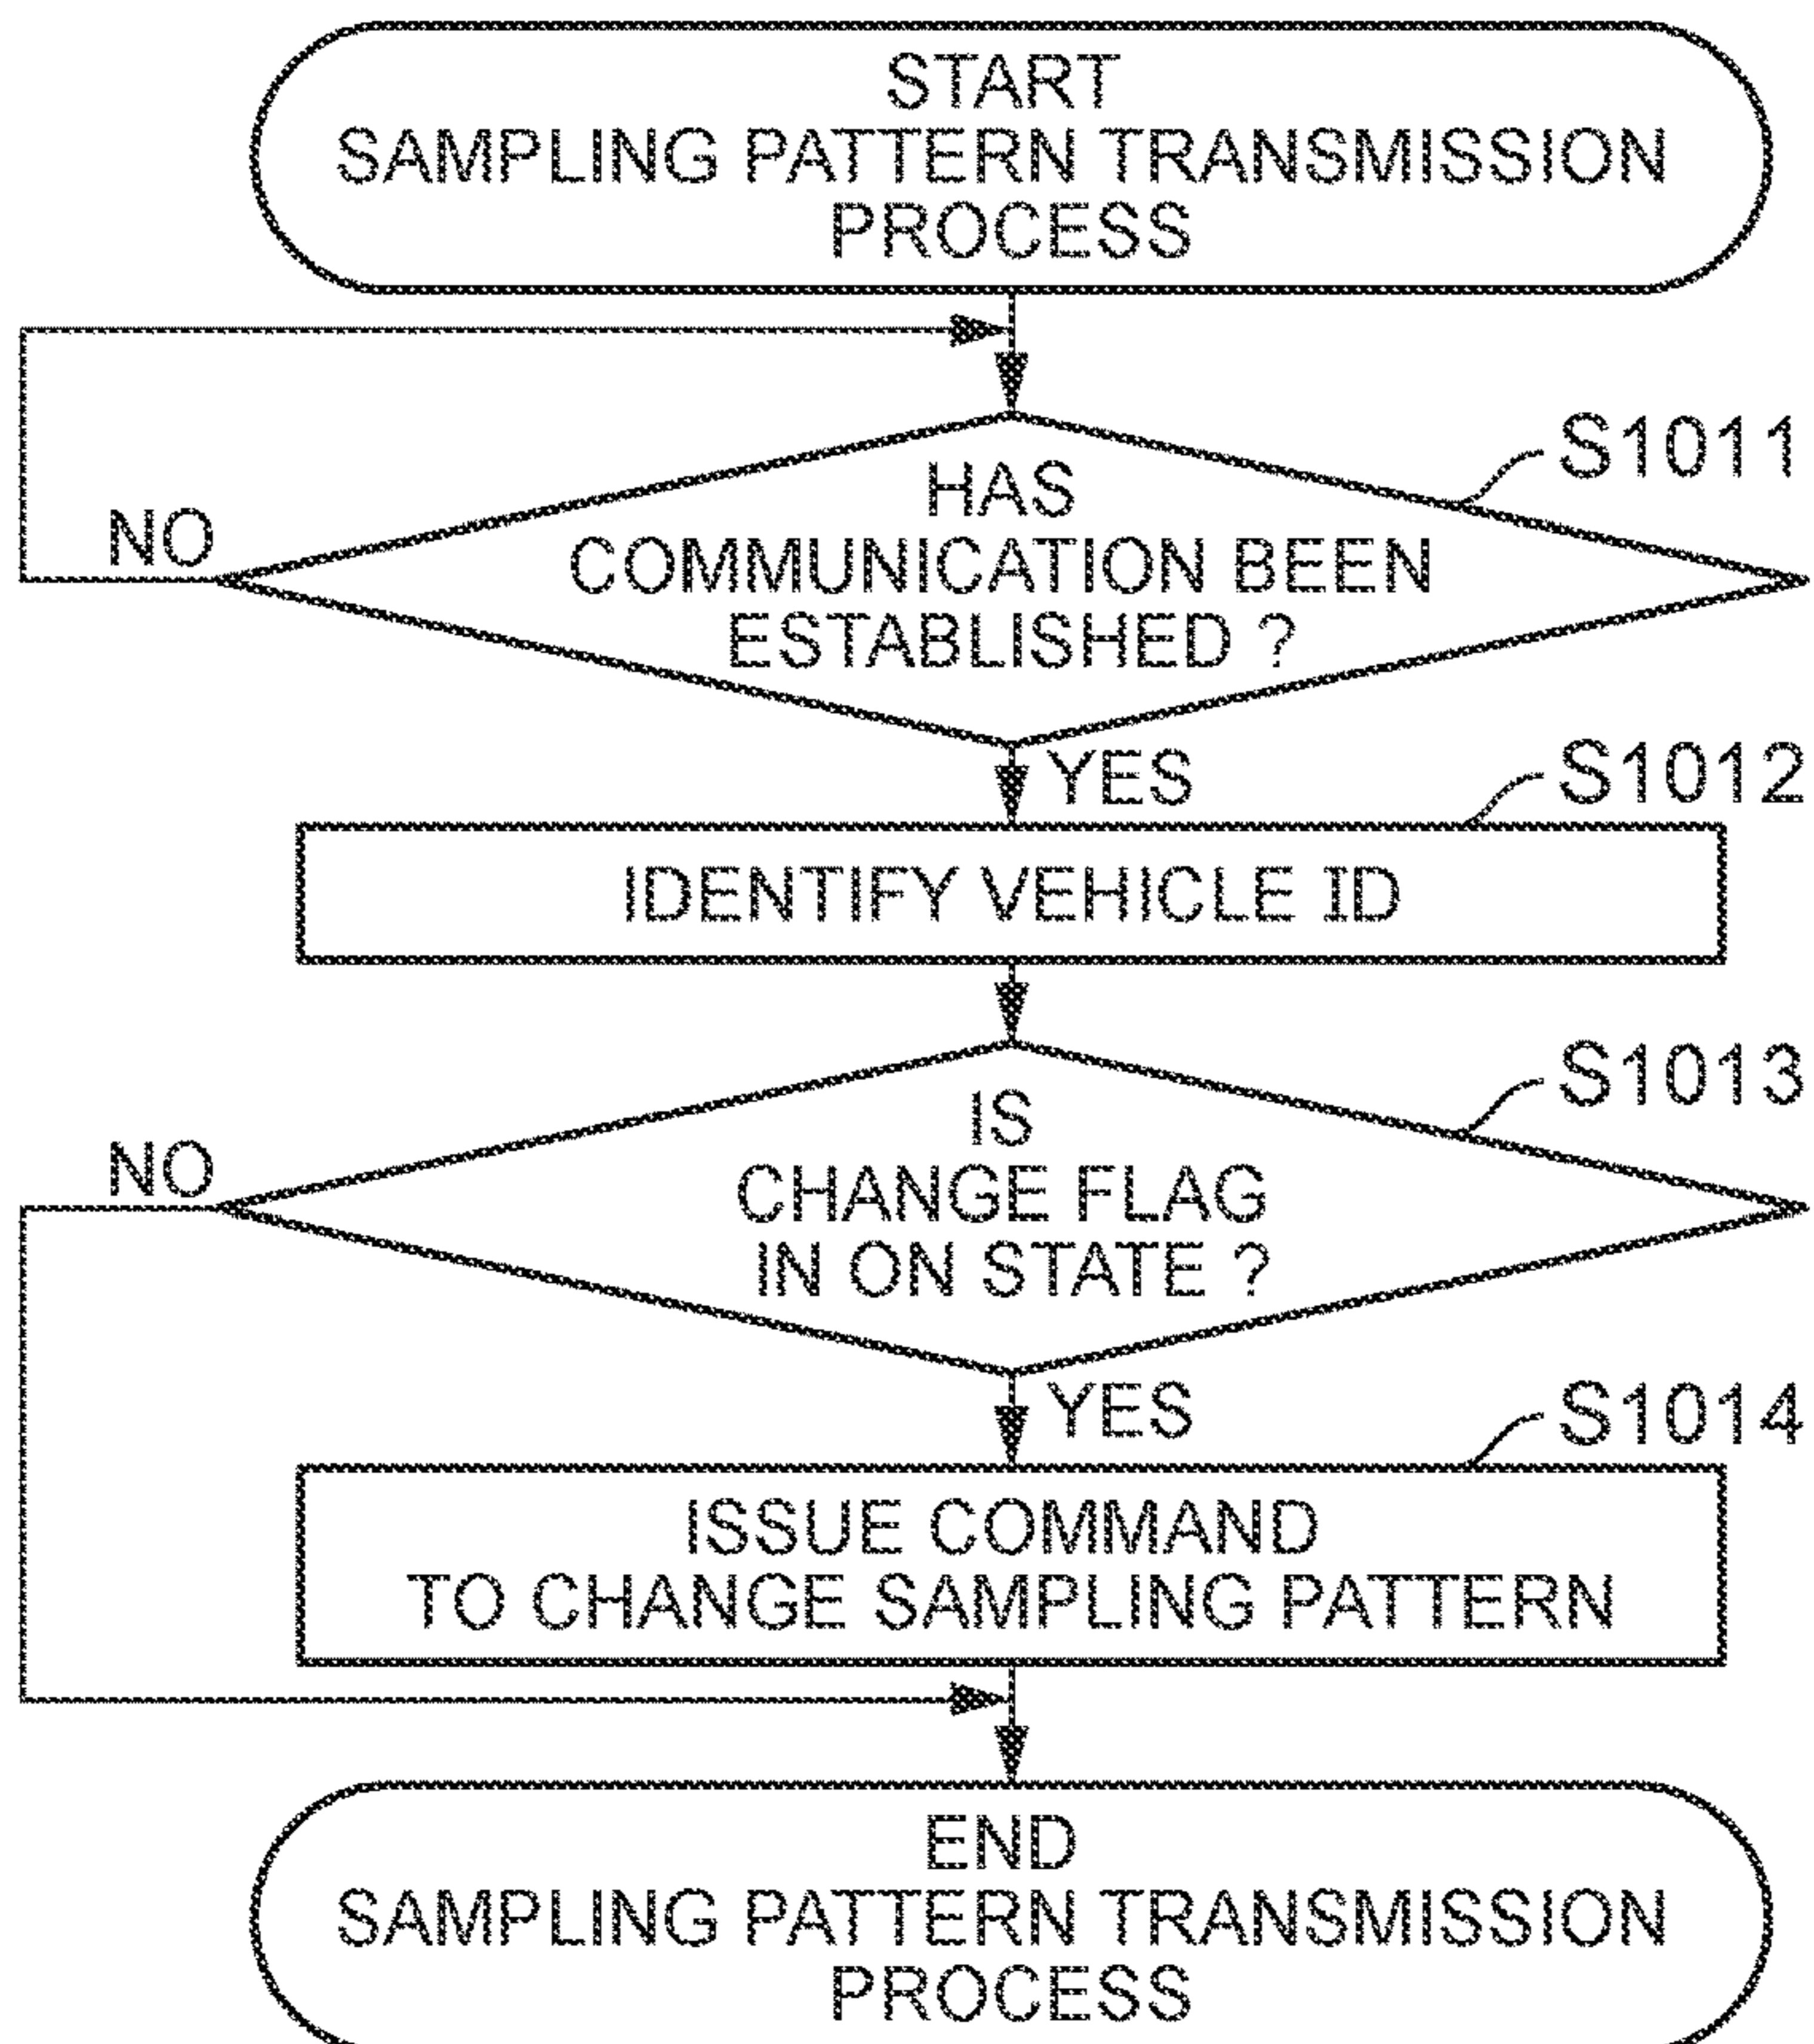 START
SAMPLING PATTERN TRANSMISSION
PROCESS
S1011
HAS
NO
COMMUNICATION BEEN
ESTABLISHED ?
YES
S1012
IDENTIFY VEHICLE ID
S1013
IS
NO
CHANGE FLAG
IN ON STATE ?
YES
S1014
ISSUE COMMAND
TO CHANGE SAMPLING PATTERN
END
SAMPLING PATTERN TRANSMISSION
PROCESS